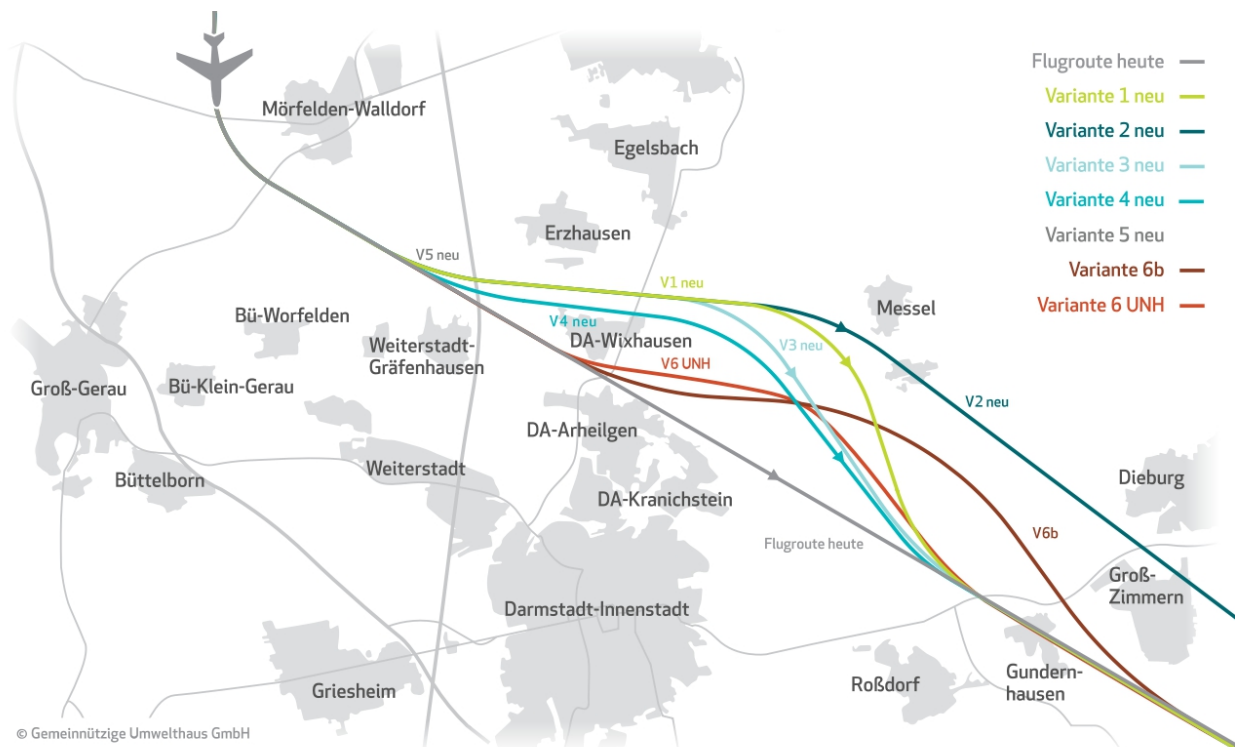 Flugroute heute
Variante 1 neu
Variante 2 neu
Variante 3 neu
Variante 4 neu
Variante 5 neu
Variante 6b
Variante 6 UNH
Mörfelden-Walldorf
Egelsbach
Erzhausen
V5 neu
V1 neu
Messel
Bü-Worfelden
V4 neu
DA-Wixhausen
V3 neu
Weiterstadt-
Gräfenhausen
V6 UNH
Groß-Gerau
Bü-Klein-Gerau
V2 neu
DA-Arheilgen
Weiterstadt
Büttelborn
DA-Kranichstein
Dieburg
Flugroute heute
V6b
Groß-
Zimmern
Darmstadt-Innenstadt
Griesheim
Roßdorf
Gundern-
hausen
© Gemeinnützige Umwelthaus GmbH